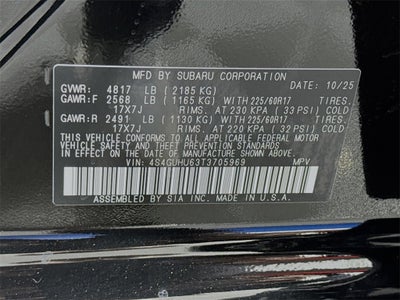 MFD BY SUBARU CORPORATION DATE: 10/25
GVWR: 4817 LB (2185 KG)
GAWR:F 2568 LB (1165 KG) WITH 225/60R17 TIRES.
17X7J RIMS. AT 230 KPA (33 PSI) COLD
GAWR:R 2491 LB (1130 KG) WITH 225/60R17 TIRES.
17X7J RIMS. AT 220 KPA (32 PSI) COLD
THIS VEHICLE CONFORMS TO ALL APPLICABLE FEDERAL MOTOR
VEHICLE SAFETY AND THEFT PREVENTION STANDARDS IN EFFECT
ON THE DATE OF MANUFACTURE SHOWN ABOVE.
VIN: 4S4GUHU63T3705969 MPV
ASSEMBLED BY SIA INC. MADE IN U.S.A.